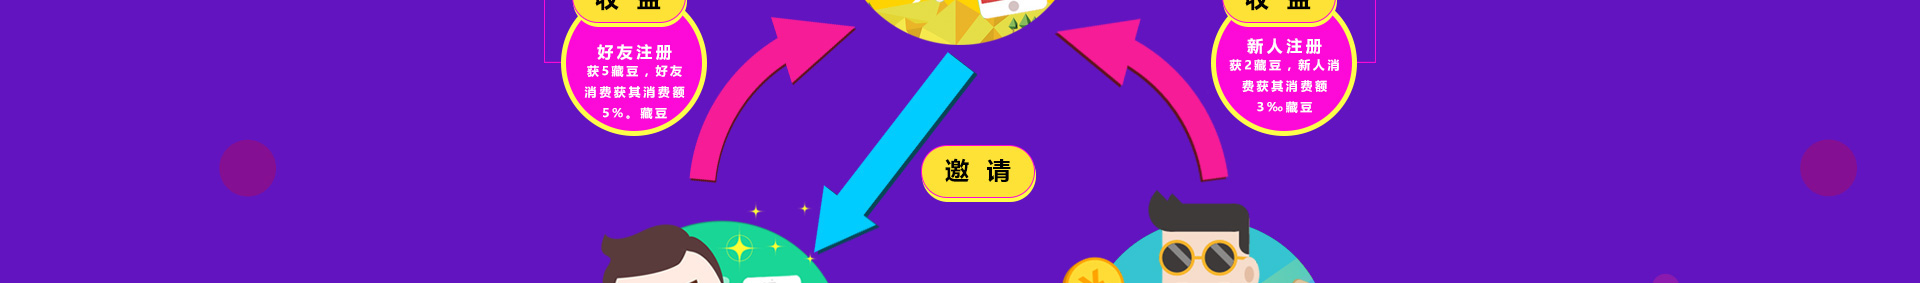 收益
好友注册
获5藏豆，好友
消费获其消费额
5%。藏豆
收益
新人注册
获2藏豆，新人消
费获其消费额
3‰藏豆
邀请